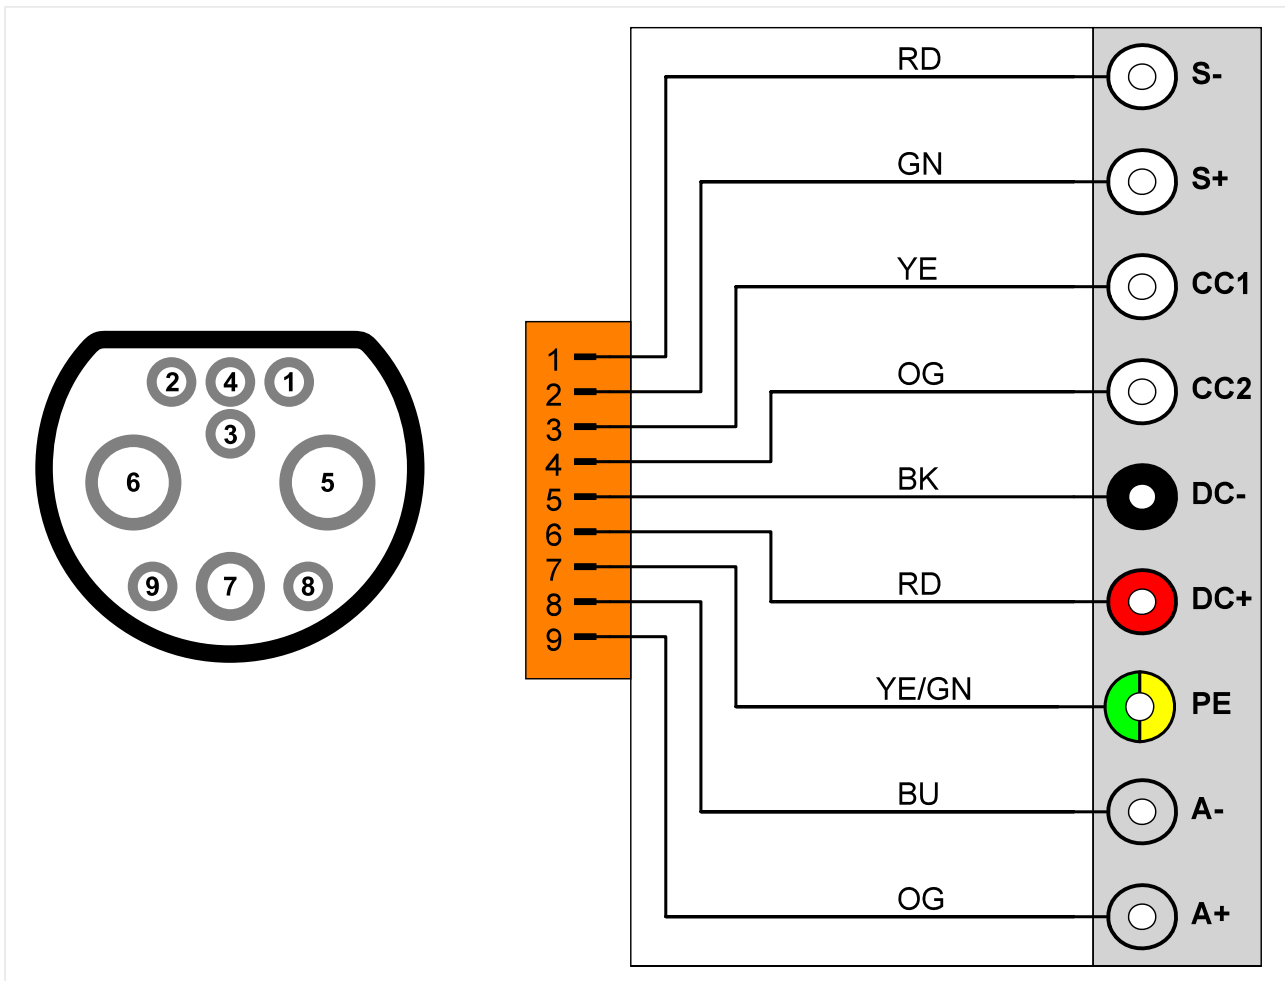 2 4 1
3
6 5
9 7 8
1
2
3
4
5
6
7
8
9
RD S-
GN S+
YE CC1
OG CC2
BK DC-
RD DC+
YE/GN PE
BU A-
OG A+